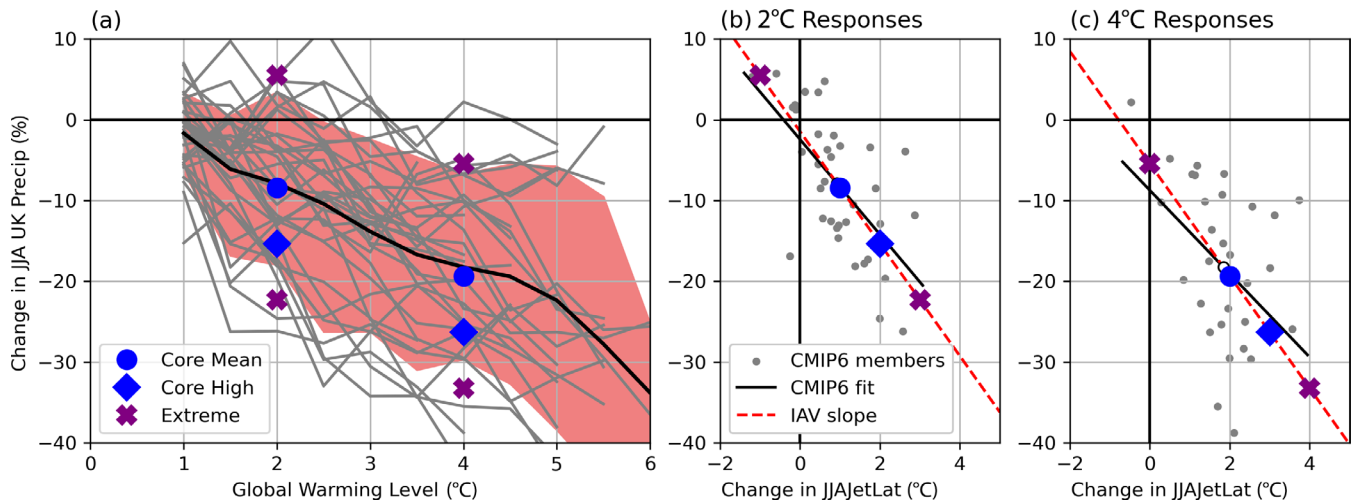 (a)
Change in JJA UK Precip (%)
10
0
−10
−20
−30
−40
Core Mean
Core High
Extreme
0
1
2
3
4
5
6
Global Warming Level (℃)
(b) 2℃ Responses
10
0
−10
−20
−30
−40
CMIP6 members
CMIP6 fit
IAV slope
−2
0
2
4
Change in JJAJetLat (℃)
(c) 4℃ Responses
10
0
−10
−20
−30
−40
−2
0
2
4
Change in JJAJetLat (℃)